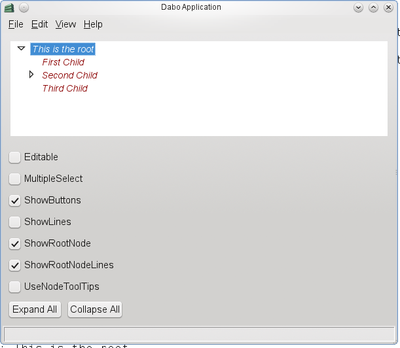 Dabo Application
File Edit View Help
This is the root
First Child
Second Child
Third Child
Editable
MultipleSelect
ShowButtons
ShowLines
ShowRootNode
ShowRootNodeLines
UseNodeToolTips
Expand All Collapse All
This is the root